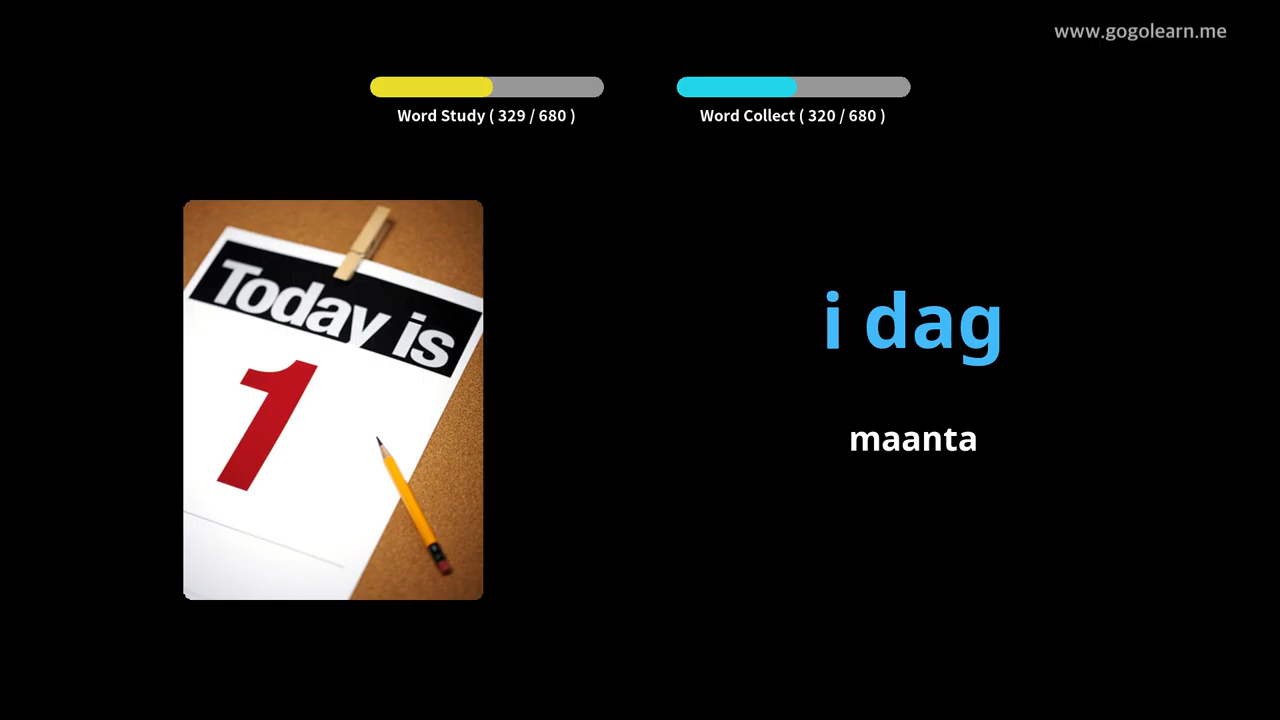 www.gogolearn.me
Word Study ( 329 / 680 )
Word Collect ( 320 / 680 )
Today is
1
i dag
maanta